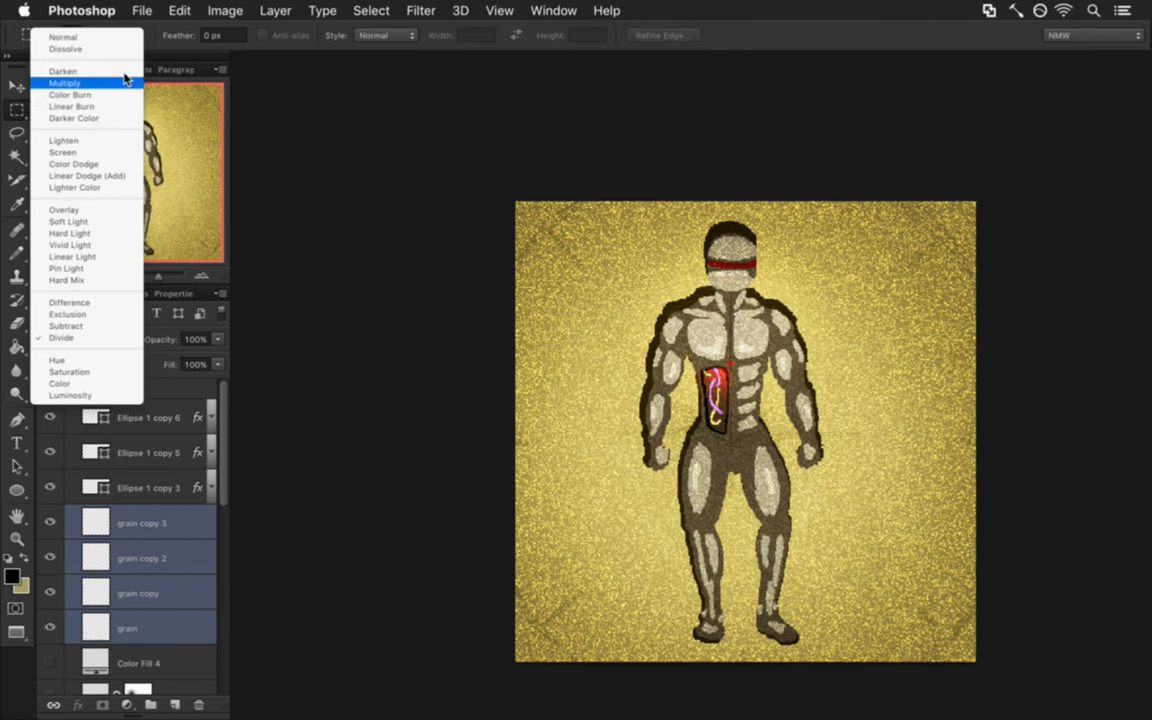 Photoshop File Edit Image Layer Type Select Filter 3D View Window Help
Feather: 0 px Anti-alias Style: Normal Width: Height: Refine Edge... NMW
Normal
Dissolve
Darken
Multiply
Color Burn
Linear Burn
Darker Color
Lighten
Screen
Color Dodge
Linear Dodge (Add)
Lighter Color
Overlay
Soft Light
Hard Light
Vivid Light
Linear Light
Pin Light
Hard Mix
Difference
Exclusion
Subtract
Divide
Hue
Saturation
Color
Luminosity
Paragrap
Propertie
Opacity: 100%
Fill: 100%
Ellipse 1 copy 6 fx
Ellipse 1 copy 5 fx
Ellipse 1 copy 3 fx
grain copy 3
grain copy 2
grain copy
grain
Color Fill 4
fx